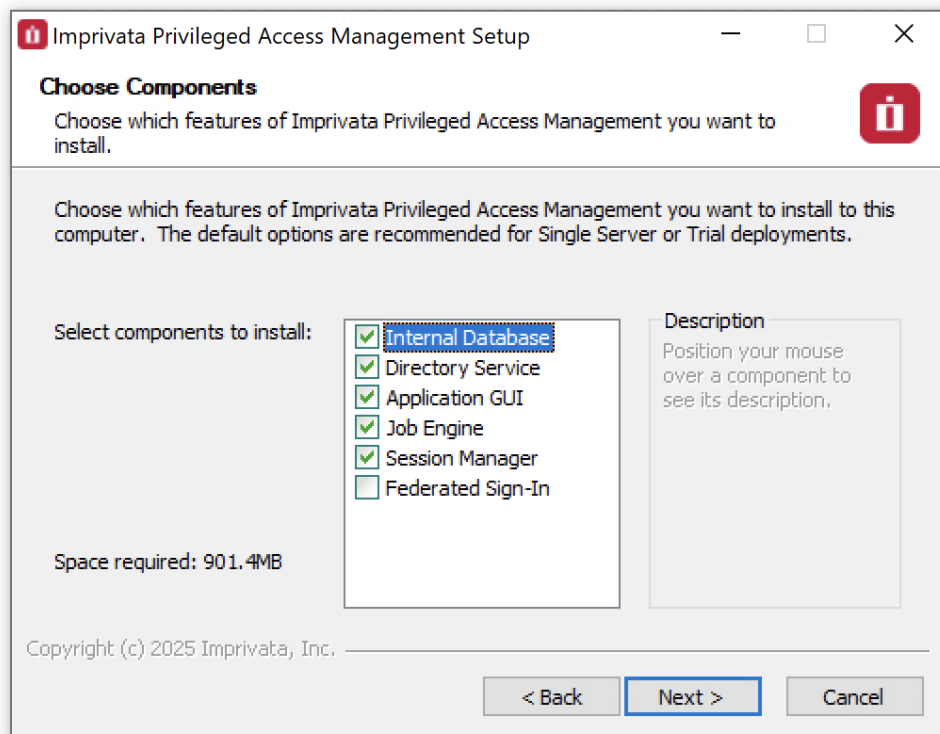 Imprivata Privileged Access Management Setup
Choose Components
Choose which features of Imprivata Privileged Access Management you want to
install.
Choose which features of Imprivata Privileged Access Management you want to install to this
computer.  The default options are recommended for Single Server or Trial deployments.
Select components to install:
Internal Database
Directory Service
Application GUI
Job Engine
Session Manager
Federated Sign-In
Description
Position your mouse
over a component to
see its description.
Space required: 901.4MB
Copyright (c) 2025 Imprivata, Inc.
< Back
Next >
Cancel